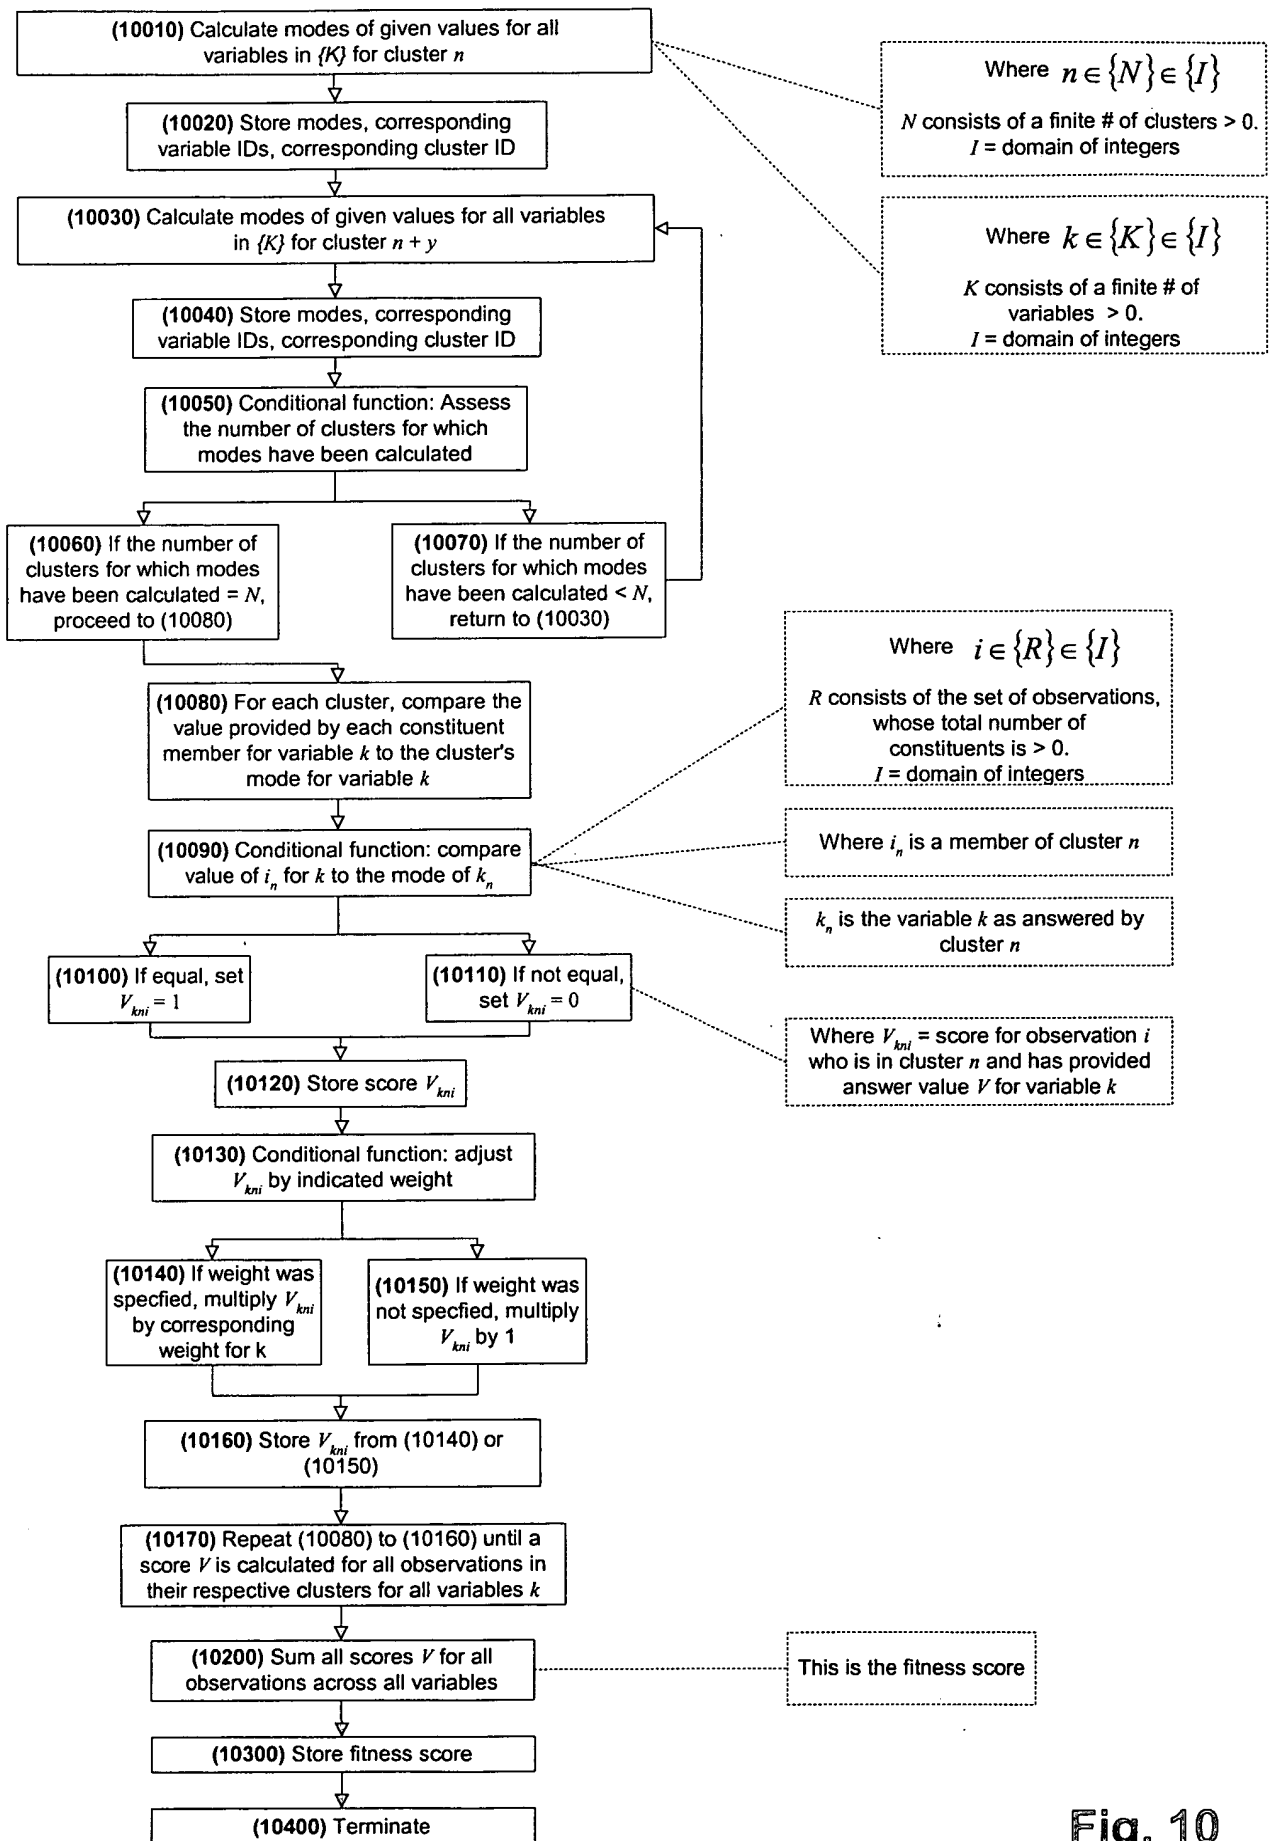 (10010) Calculate modes of given values for all
variables in {K} for cluster n
Where n ∈ {N} ∈ {I}
N consists of a finite # of clusters > 0.
I = domain of integers
(10020) Store modes, corresponding
variable IDs, corresponding cluster ID
(10030) Calculate modes of given values for all variables
in {K} for cluster n + y
Where k ∈ {K} ∈ {I}
K consists of a finite # of
variables > 0.
I = domain of integers
(10040) Store modes, corresponding
variable IDs, corresponding cluster ID
(10050) Conditional function: Assess
the number of clusters for which
modes have been calculated
(10060) If the number of
clusters for which modes
have been calculated = N,
proceed to (10080)
(10070) If the number of
clusters for which modes
have been calculated < N,
return to (10030)
Where i ∈ {R} ∈ {I}
R consists of the set of observations,
whose total number of
constituents is > 0.
I = domain of integers
(10080) For each cluster, compare the
value provided by each constituent
member for variable k to the cluster's
mode for variable k
(10090) Conditional function: compare
value of i_n for k to the mode of k_n
Where i_n is a member of cluster n
k_n is the variable k as answered by
cluster n
(10100) If equal, set
V_kni = 1
(10110) If not equal,
set V_kni = 0
Where V_kni = score for observation i
who is in cluster n and has provided
answer value V for variable k
(10120) Store score V_kni
(10130) Conditional function: adjust
V_kni by indicated weight
(10140) If weight was
specfied, multiply V_kni
by corresponding
weight for k
(10150) If weight was
not specfied, multiply
V_kni by 1
(10160) Store V_kni from (10140) or
(10150)
(10170) Repeat (10080) to (10160) until a
score V is calculated for all observations in
their respective clusters for all variables k
(10200) Sum all scores V for all
observations across all variables
This is the fitness score
(10300) Store fitness score
(10400) Terminate
Fig. 10